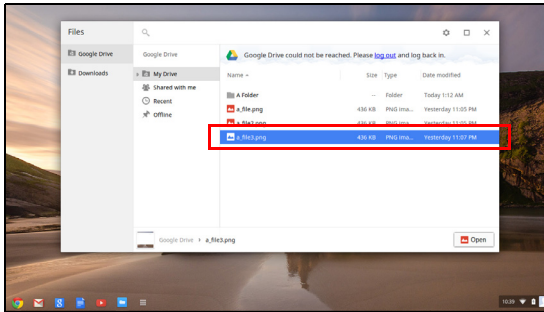 Files
Google Drive
Downloads
Google Drive
My Drive
Shared with me
Recent
Offline
Google Drive could not be reached. Please log out and log back in.
Name Size Type Date modified
A Folder -- Folder Today 1:12 AM
a_file.png 436 KB PNG ima... Yesterday 11:05 PM
a_file2.png 436 KB PNG ima... Yesterday 11:05 PM
a_file3.png 436 KB PNG ima... Yesterday 11:07 PM
Google Drive a_file3.png
Open
10:39